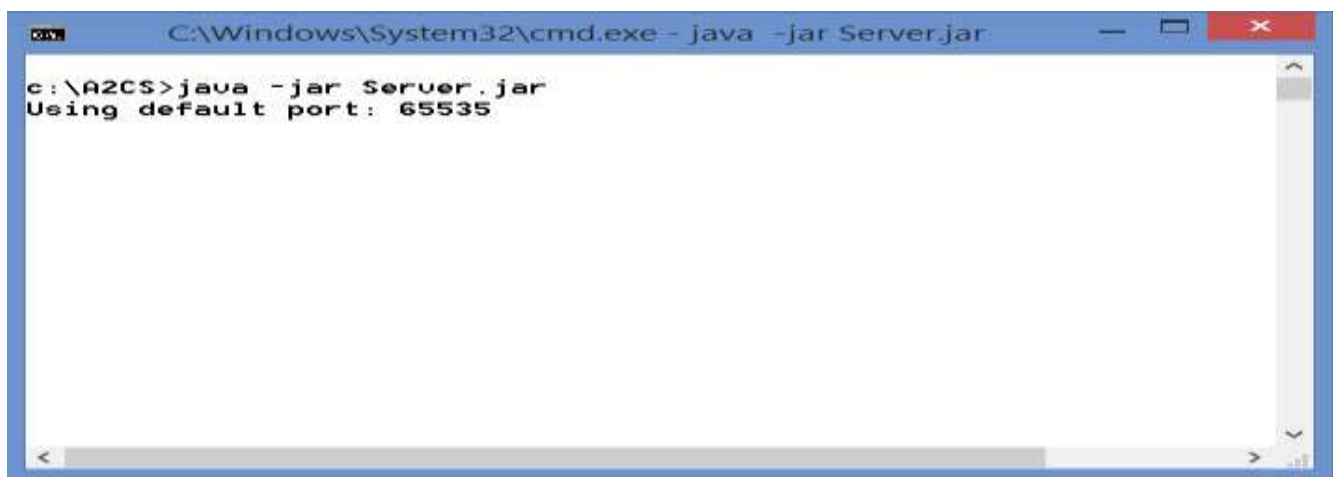 C:\Windows\System32\cmd.exe - java -jar Server.jar
c:\A2CS>java -jar Server.jar
Using default port: 65535